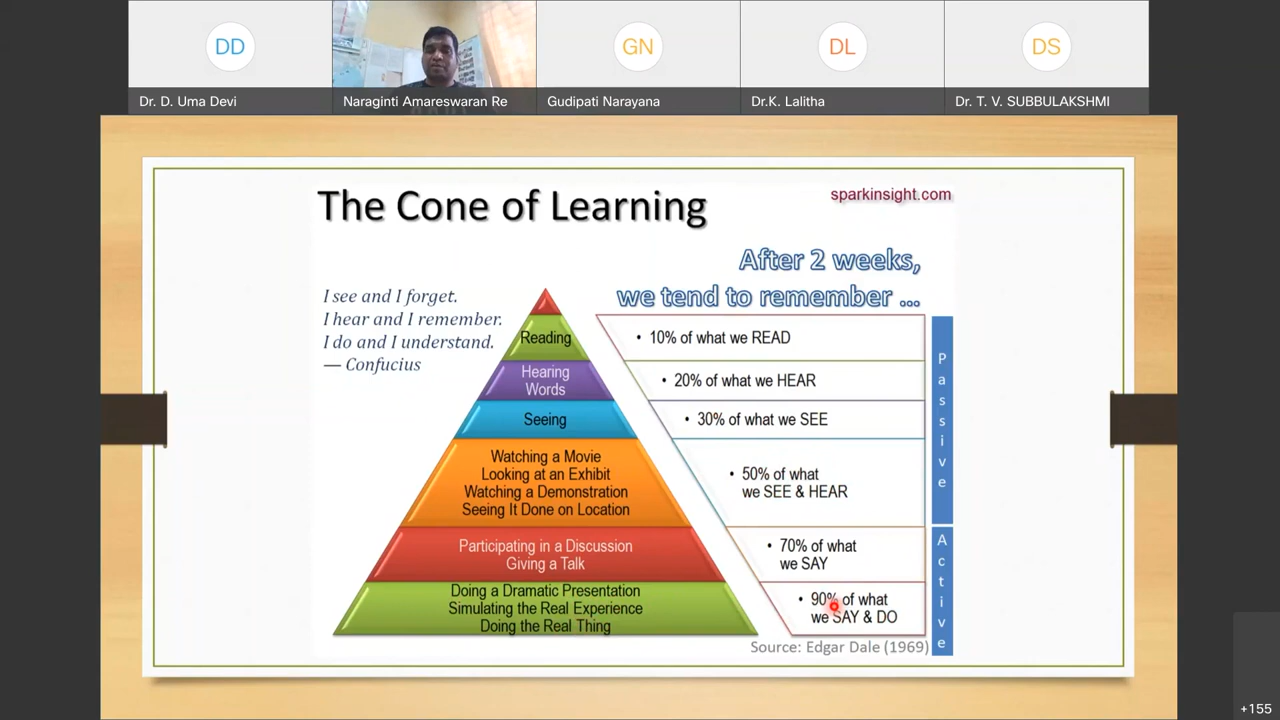 DD
GN
DL
DS
Dr. D. Uma Devi
Naraginti Amareswaran Re
Gudipati Narayana
Dr.K. Lalitha
Dr. T. V. SUBBULAKSHMI
The Cone of Learning
sparkinsight.com
After 2 weeks,
we tend to remember ...
I see and I forget.
I hear and I remember.
I do and I understand.
— Confucius
Reading
• 10% of what we READ
Hearing
Words
• 20% of what we HEAR
Seeing
• 30% of what we SEE
Watching a Movie
Looking at an Exhibit
Watching a Demonstration
Seeing It Done on Location
• 50% of what
we SEE & HEAR
Passive
Participating in a Discussion
Giving a Talk
• 70% of what
we SAY
Doing a Dramatic Presentation
Simulating the Real Experience
Doing the Real Thing
• 90% of what
we SAY & DO
Active
Source: Edgar Dale (1969)
+155